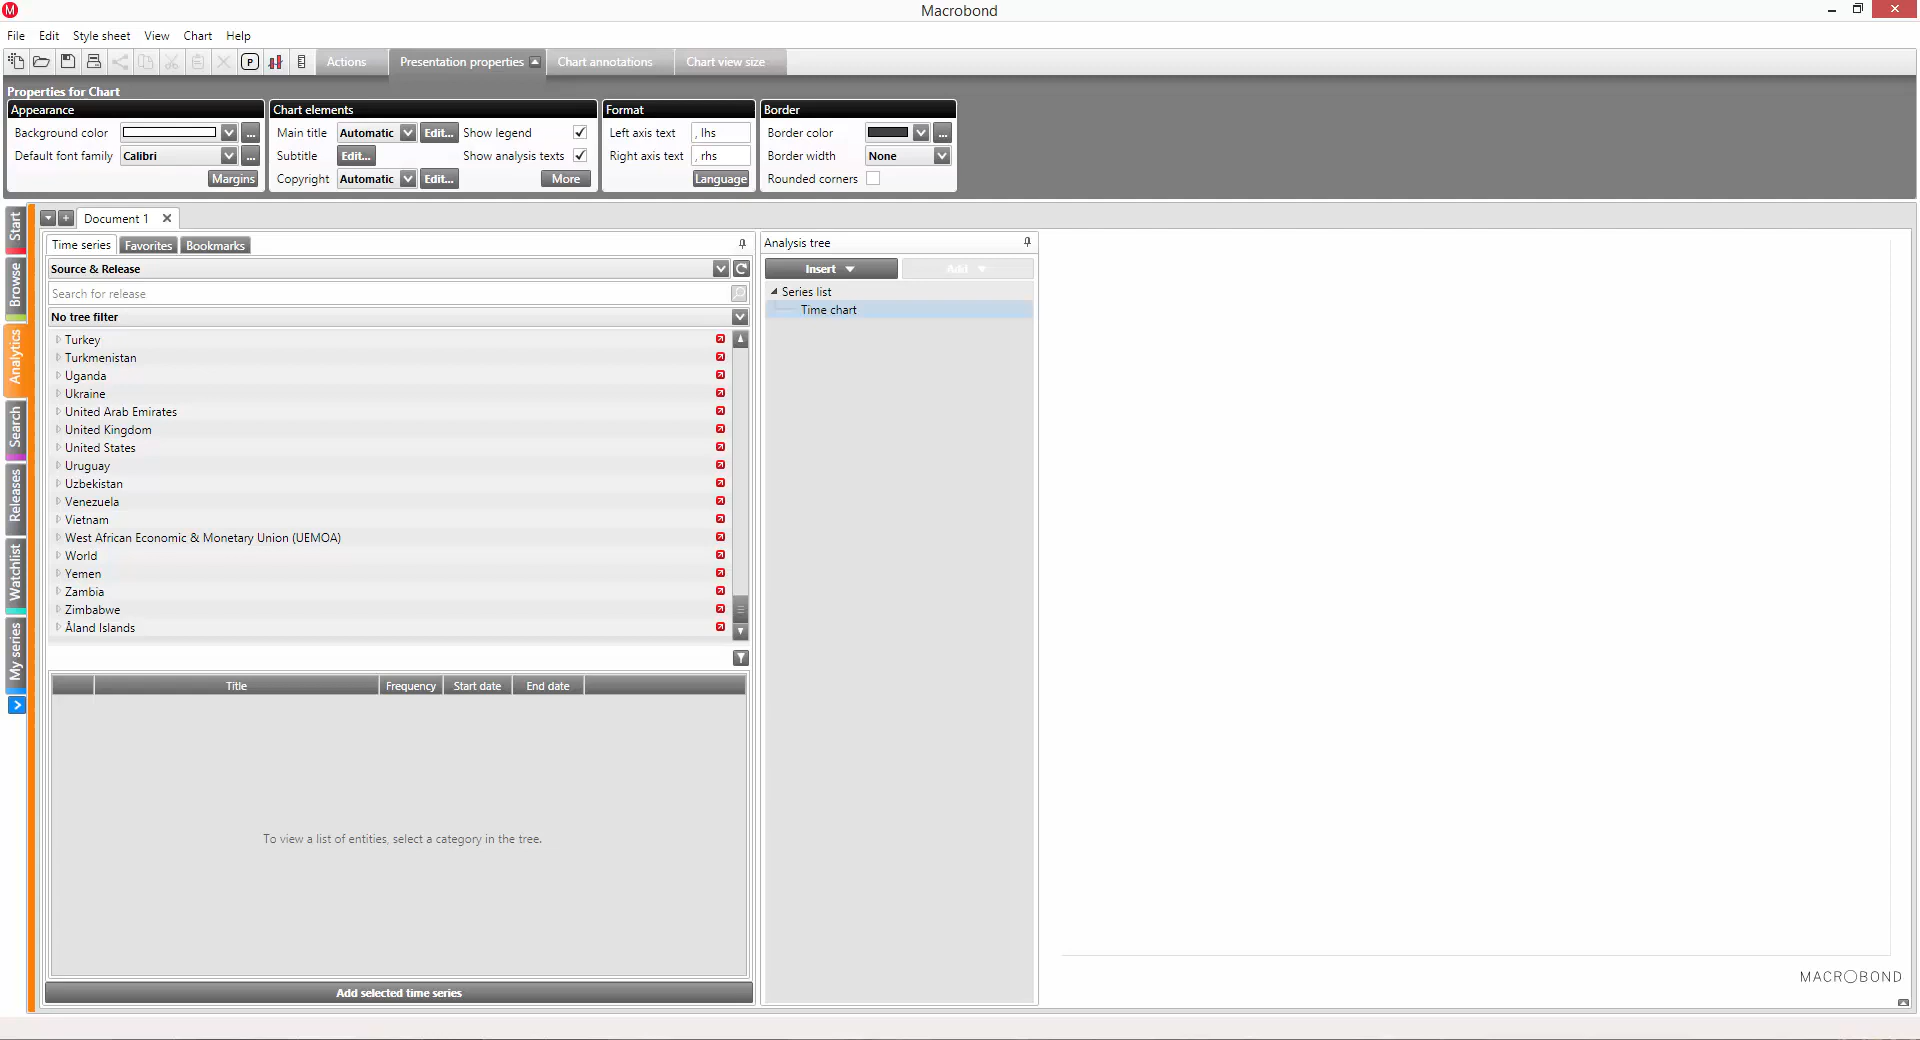 M
Macrobond
File Edit Style sheet View Chart Help
P Actions Presentation properties Chart annotations Chart view size
Properties for Chart
Appearance
Background color ...
Default font family Calibri ...
Margins
Chart elements
Main title Automatic Edit... Show legend
Subtitle Edit... Show analysis texts
Copyright Automatic Edit... More
Format
Left axis text , lhs
Right axis text , rhs
Language
Border
Border color ...
Border width None
Rounded corners
Start
Browse
Analytics
Search
Releases
Watchlist
My series
Document 1
Time series Favorites Bookmarks
Source & Release
Search for release
No tree filter
Turkey
Turkmenistan
Uganda
Ukraine
United Arab Emirates
United Kingdom
United States
Uruguay
Uzbekistan
Venezuela
Vietnam
West African Economic & Monetary Union (UEMOA)
World
Yemen
Zambia
Zimbabwe
Åland Islands
Title Frequency Start date End date
To view a list of entities, select a category in the tree.
Add selected time series
Analysis tree
Insert Add
Series list
Time chart
MACROBOND